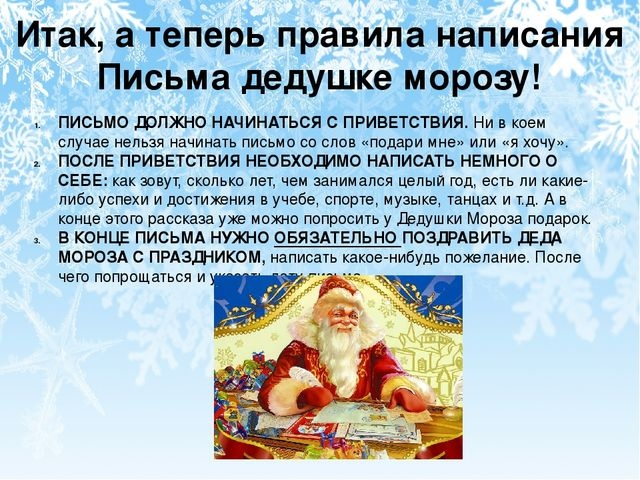 Итак, а теперь правила написания
Письма дедушке морозу!
1. ПИСЬМО ДОЛЖНО НАЧИНАТЬСЯ С ПРИВЕТСТВИЯ. Ни в коем
случае нельзя начинать письмо со слов «подари мне» или «я хочу».
2. ПОСЛЕ ПРИВЕТСТВИЯ НЕОБХОДИМО НАПИСАТЬ НЕМНОГО О
СЕБЕ: как зовут, сколько лет, чем занимался целый год, есть ли какие-
либо успехи и достижения в учебе, спорте, музыке, танцах и т.д. А в
конце этого рассказа уже можно попросить у Дедушки Мороза подарок.
3. В КОНЦЕ ПИСЬМА НУЖНО ОБЯЗАТЕЛЬНО ПОЗДРАВИТЬ ДЕДА
МОРОЗА С ПРАЗДНИКОМ, написать какое-нибудь пожелание. После
чего попрощаться и